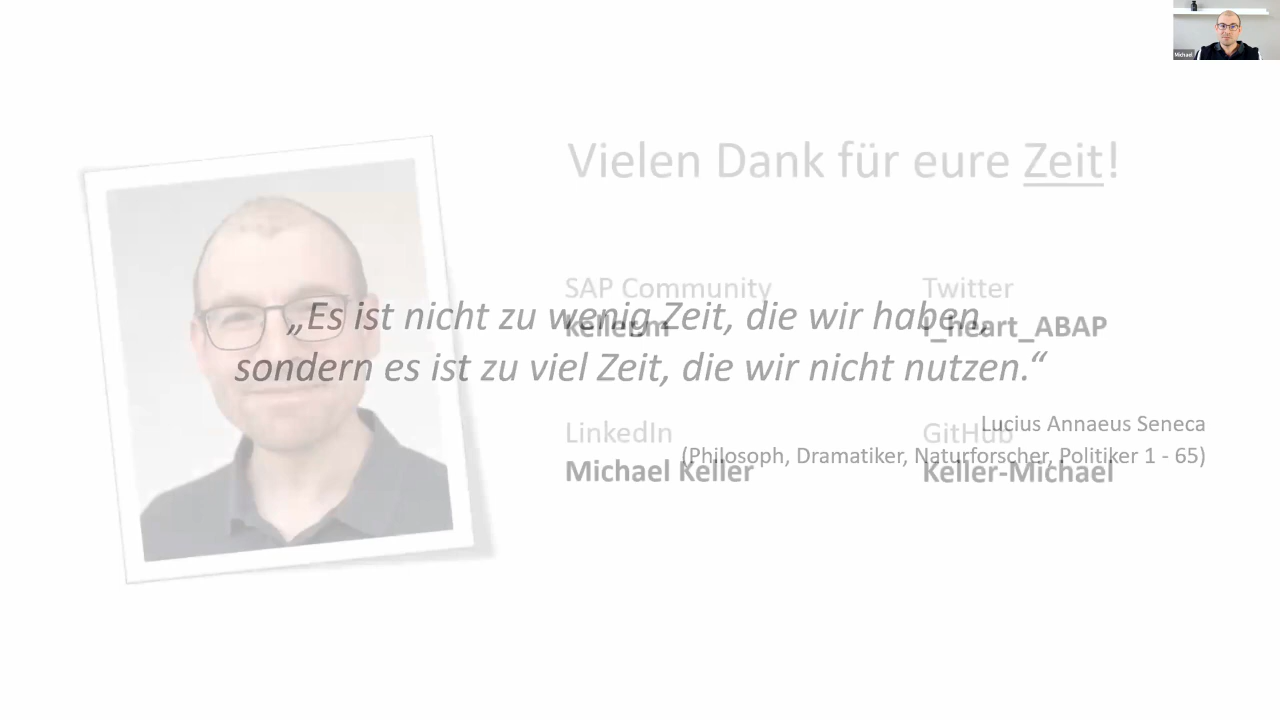 Michael
Vielen Dank für eure Zeit!
SAP Community
Twitter
„Es ist nicht zu wenig Zeit, die wir haben,
sondern es ist zu viel Zeit, die wir nicht nutzen.“
kellerm
I_heart_ABAP
Lucius Annaeus Seneca
(Philosoph, Dramatiker, Naturforscher, Politiker 1 - 65)
LinkedIn
GitHub
Michael Keller
Keller-Michael